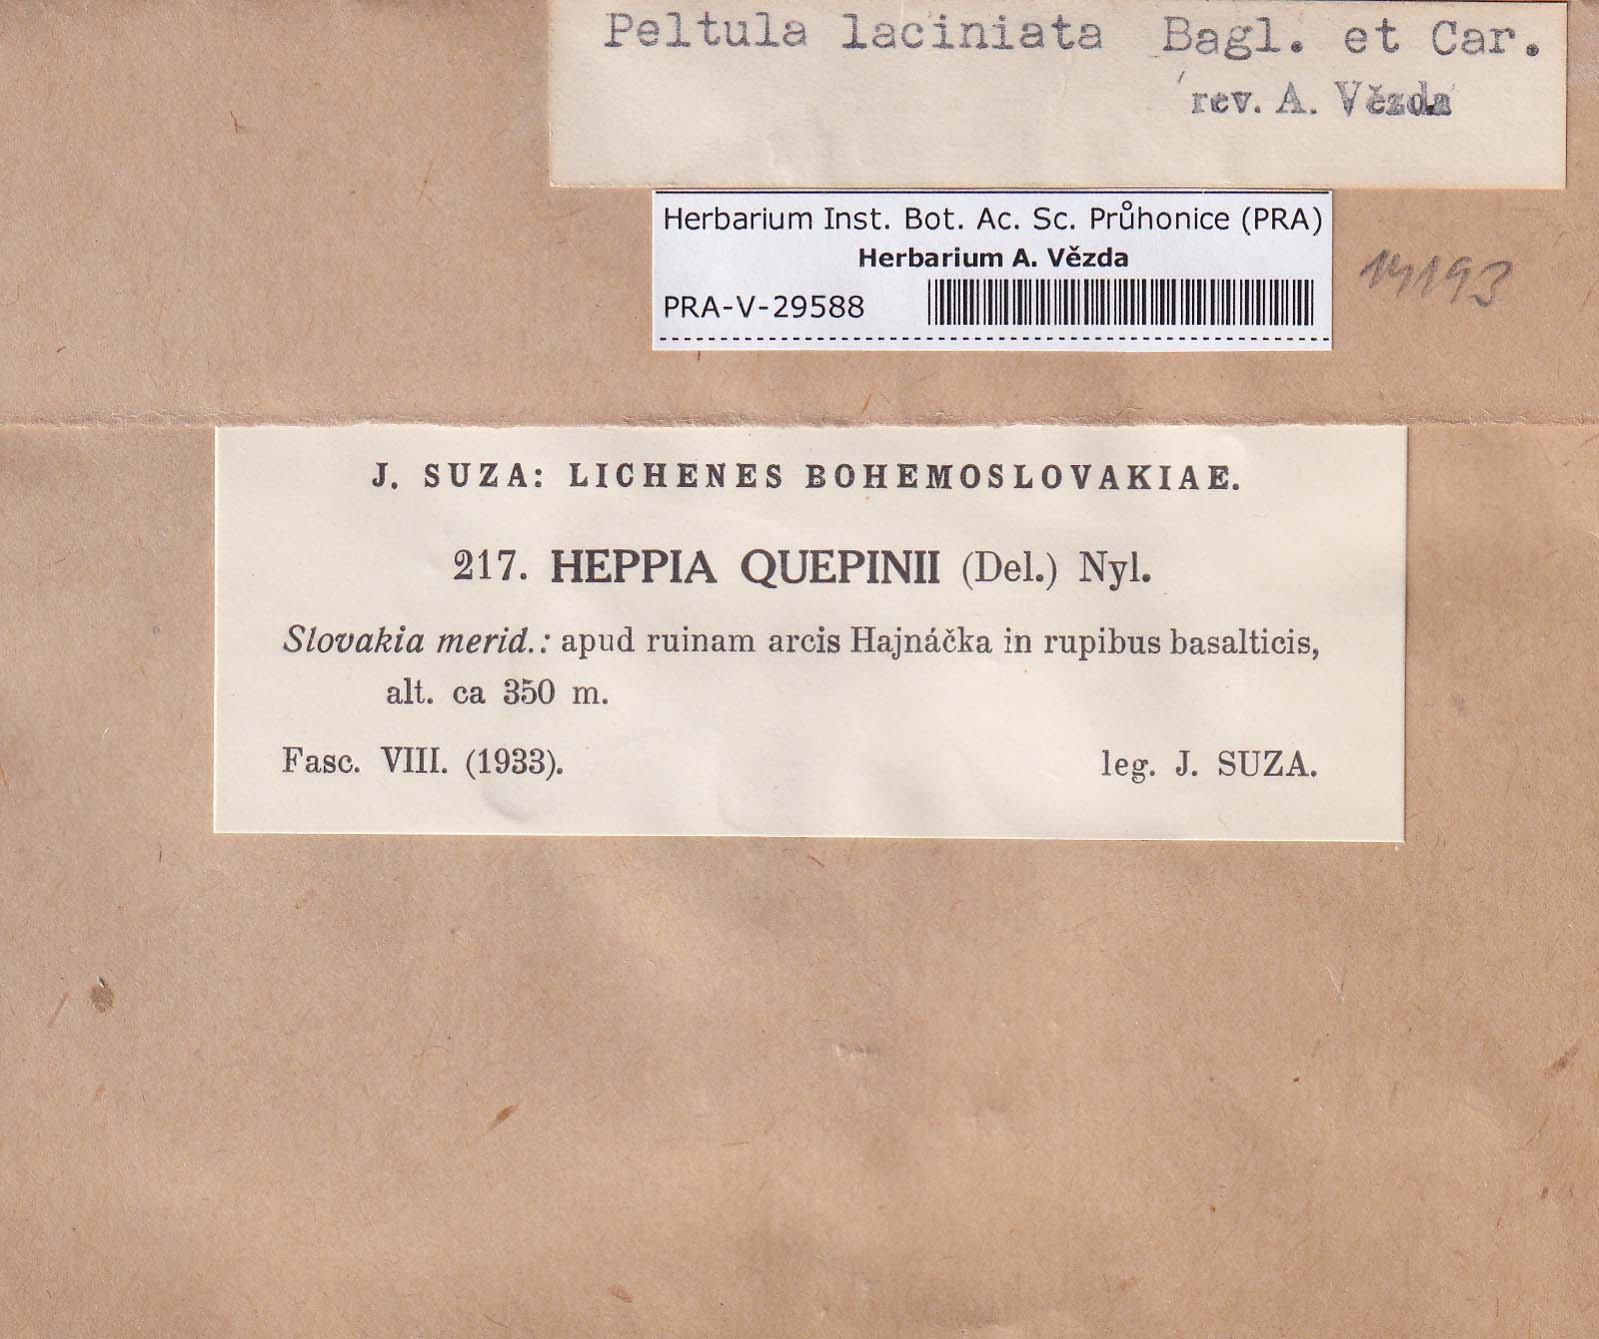 Peltula laciniata Bagl. et Car.
rev. A. Vězda
Herbarium Inst. Bot. Ac. Sc. Průhonice (PRA)
Herbarium A. Vězda
PRA-V-29588
14193
J. SUZA: LICHENES BOHEMOSLOVAKIAE.
217. HEPPIA QUEPINII (Del.) Nyl.
Slovakia merid.: apud ruinam arcis Hajnáčka in rupibus basalticis,
alt. ca 350 m.
Fasc. VIII. (1933). leg. J. SUZA.